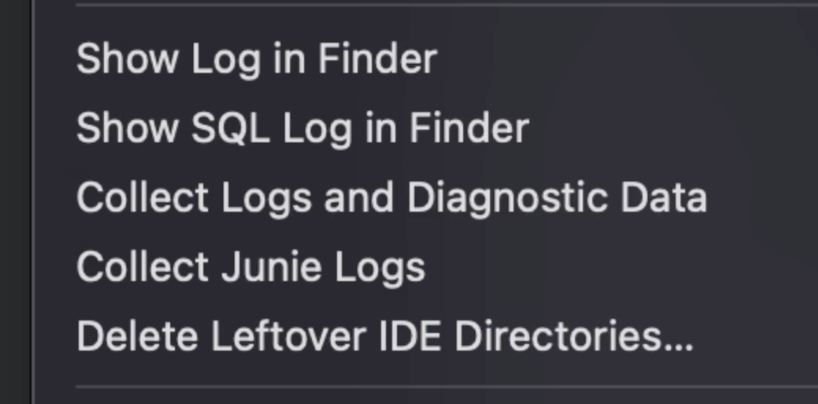 Show Log in Finder
Show SQL Log in Finder
Collect Logs and Diagnostic Data
Collect Junie Logs
Delete Leftover IDE Directories...